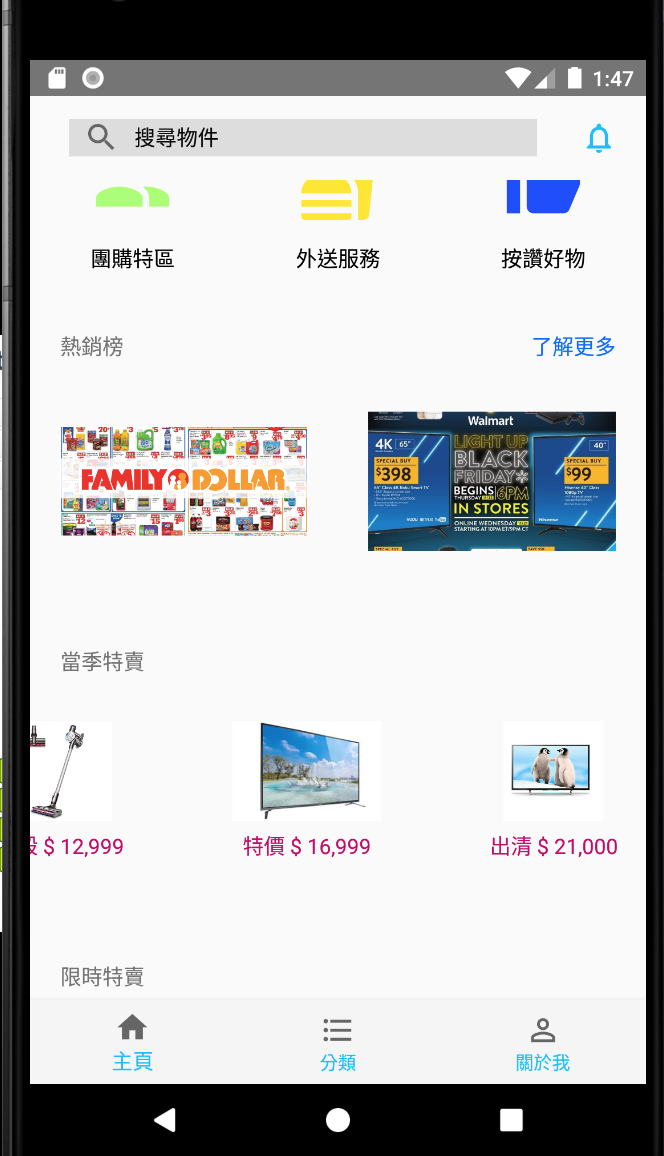 1:47
搜尋物件
團購特區
外送服務
按讚好物
熱銷榜
了解更多
FAMILY DOLLAR
Walmart
4K 65"
SPECIAL BUY
$398
LIGHT UP
BLACK
FRIDAY
BEGINS 6PM
IN STORES
ONLINE WEDNESDAY
STARTING AT 10PM ET/9PM CT
40"
SPECIAL BUY
$99
Hisense
當季特賣
$ 12,999
特價 $ 16,999
出清 $ 21,000
限時特賣
主頁
分類
關於我